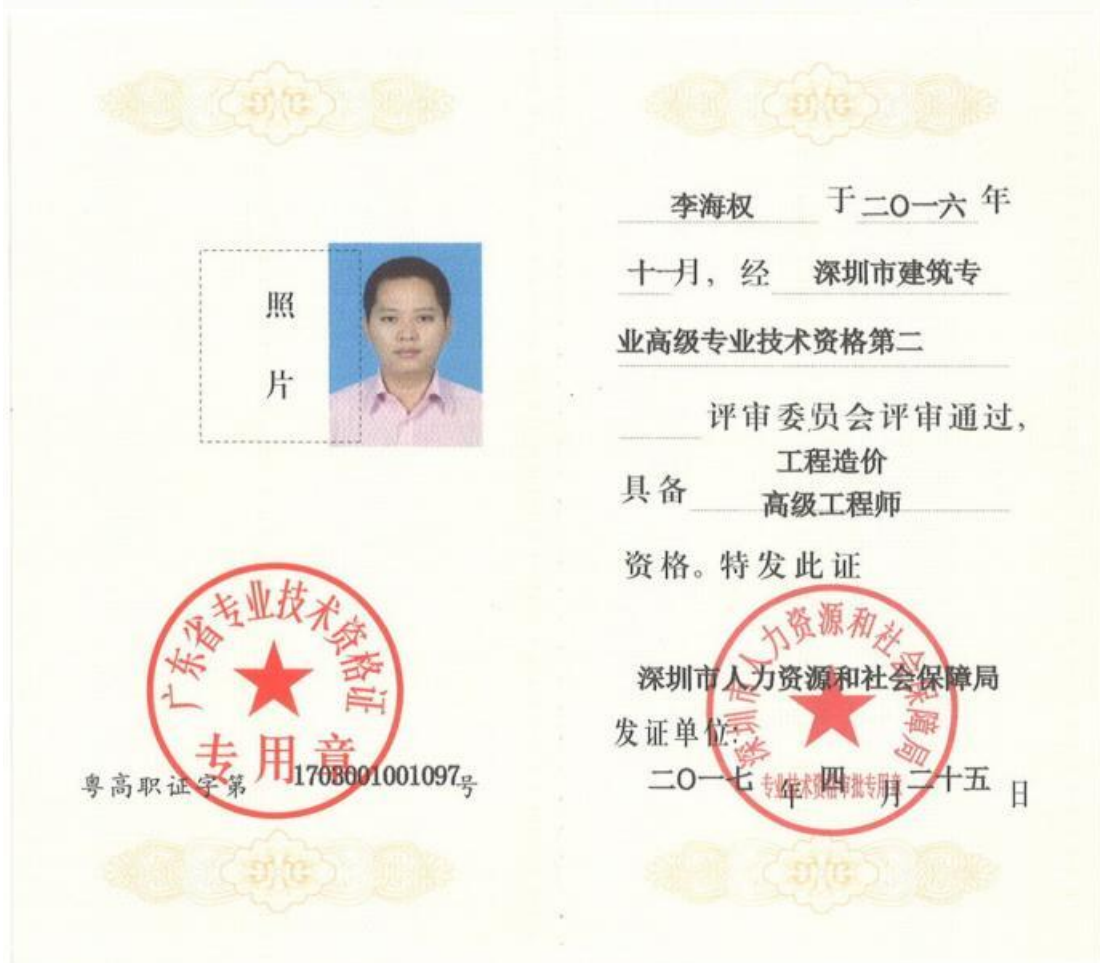 照
片
广东省专业技术资格证
专用章
粤高职证字第1703001001097号
李海权 于二〇一六年
十一月，经 深圳市建筑专
业高级专业技术资格第二
评审委员会评审通过，
工程造价
具备 高级工程师
资格。特发此证
深圳市人力资源和社会保障局
深圳市人力资源和社会保障局
发证单位：
二〇一七年四月二十五日
专业技术资格审批专用章